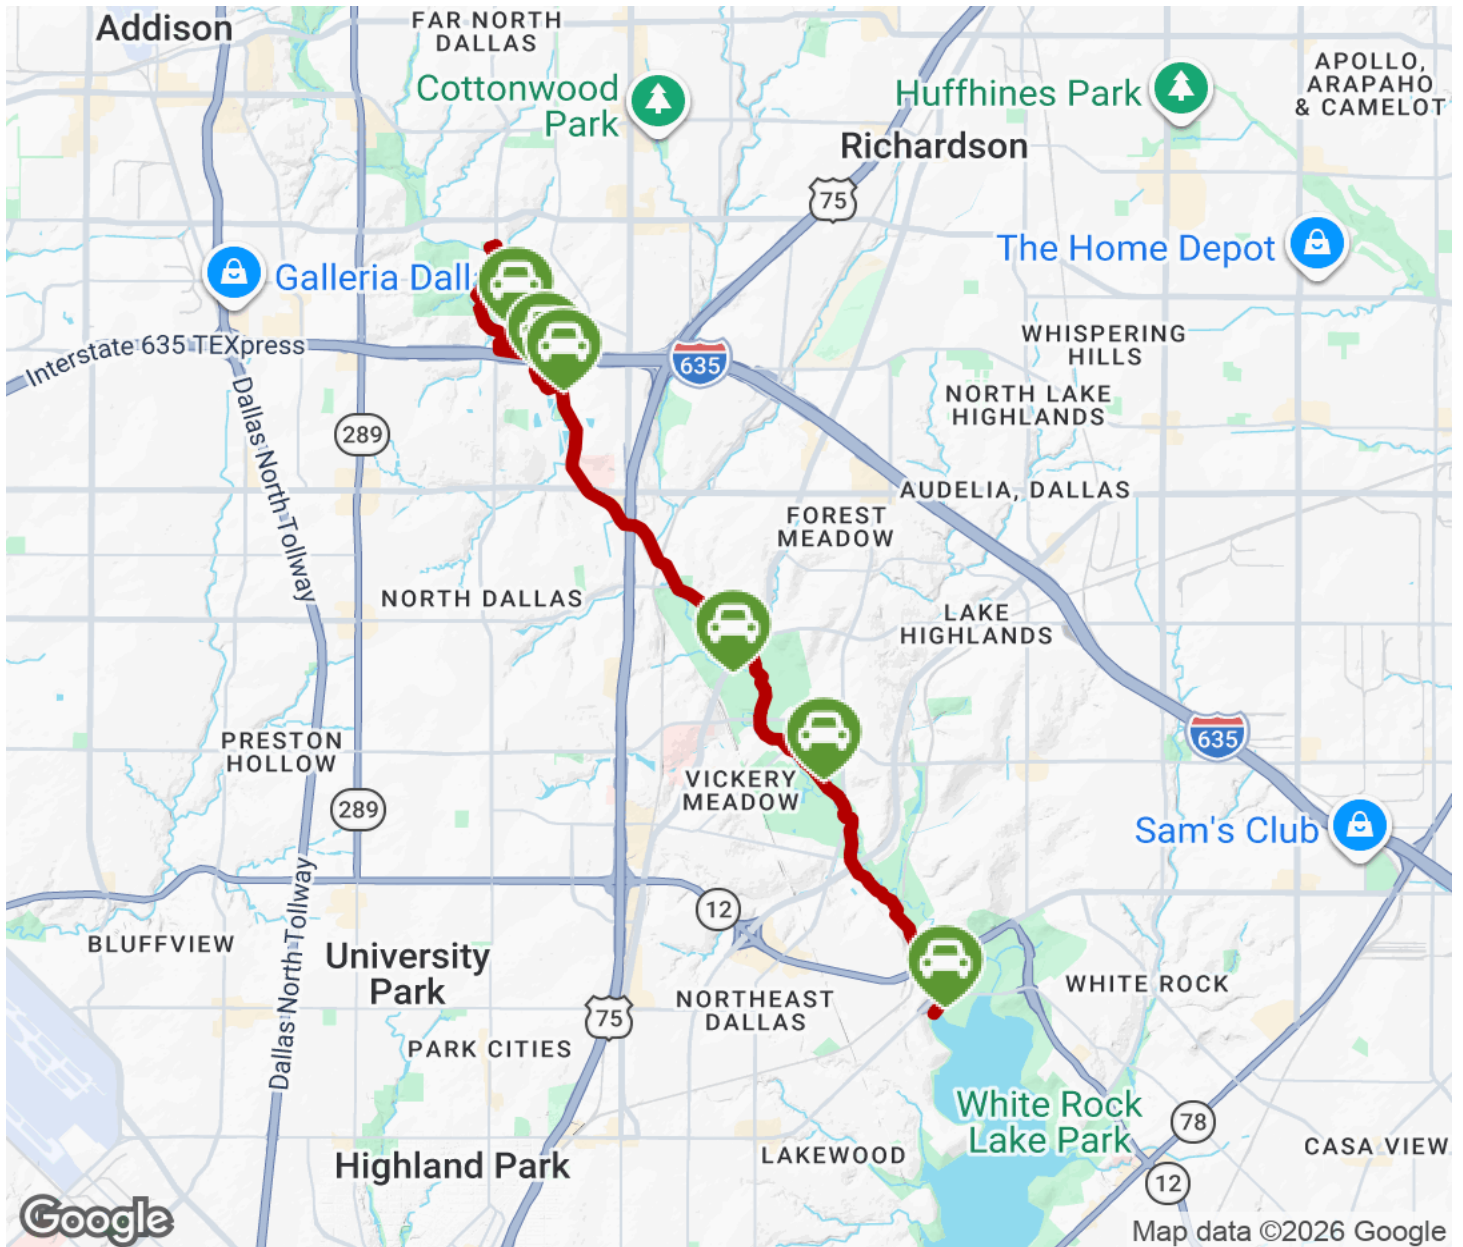 Addison
FAR NORTH
DALLAS
Cottonwood
Park
Huffhines Park
APOLLO,
ARAPAHO
& CAMELOT
Richardson
75
The Home Depot
Galleria Dall
Interstate 635 TEXpress
635
WHISPERING
HILLS
NORTH LAKE
HIGHLANDS
Dallas North Tollway
289
AUDELIA, DALLAS
FOREST
MEADOW
NORTH DALLAS
LAKE
HIGHLANDS
PRESTON
HOLLOW
635
VICKERY
MEADOW
289
Sam's Club
12
BLUFFVIEW
University
Park
Dallas North Tollway
WHITE ROCK
NORTHEAST
DALLAS
75
PARK CITIES
White Rock
Lake Park
78
CASA VIEW
LAKEWOOD
Highland Park
12
Google
Map data ©2026 Google